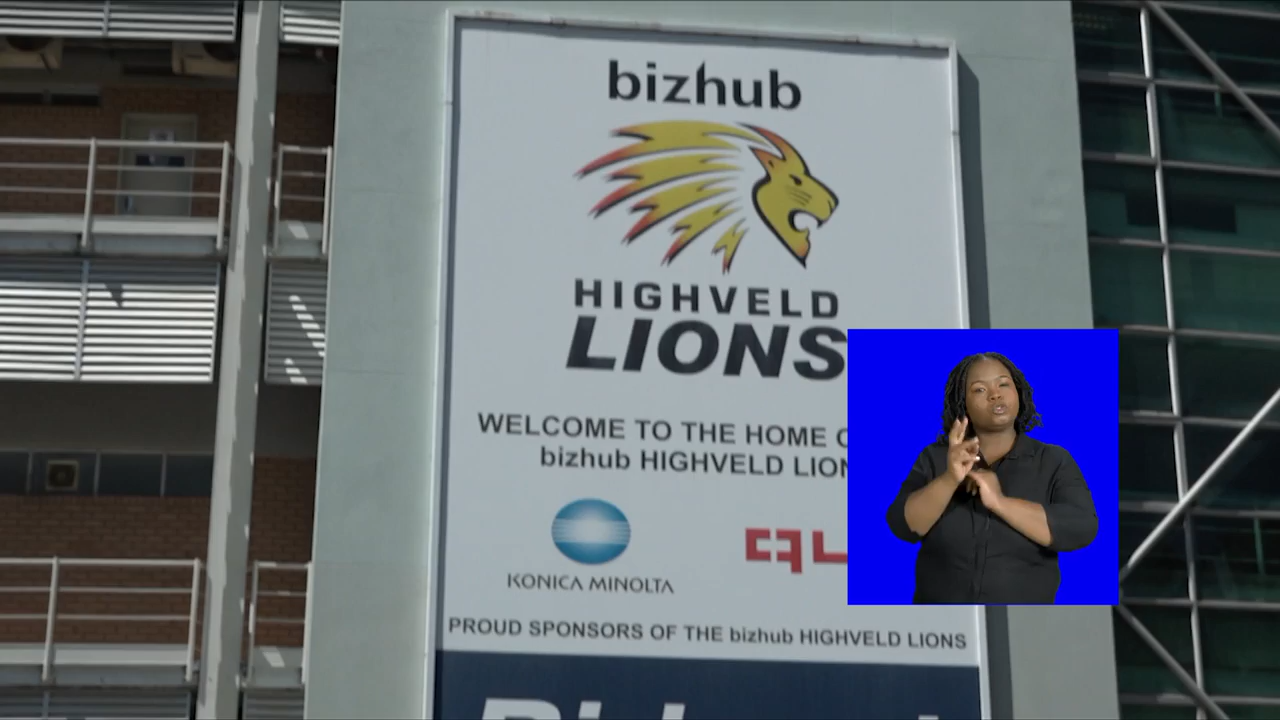 bizhub
HIGHVELD
LIONS
WELCOME TO THE HOME
bizhub HIGHVELD
KONICA MINOLTA
PROUD SPONSORS OF THE bizhub HIGHVELD LIONS